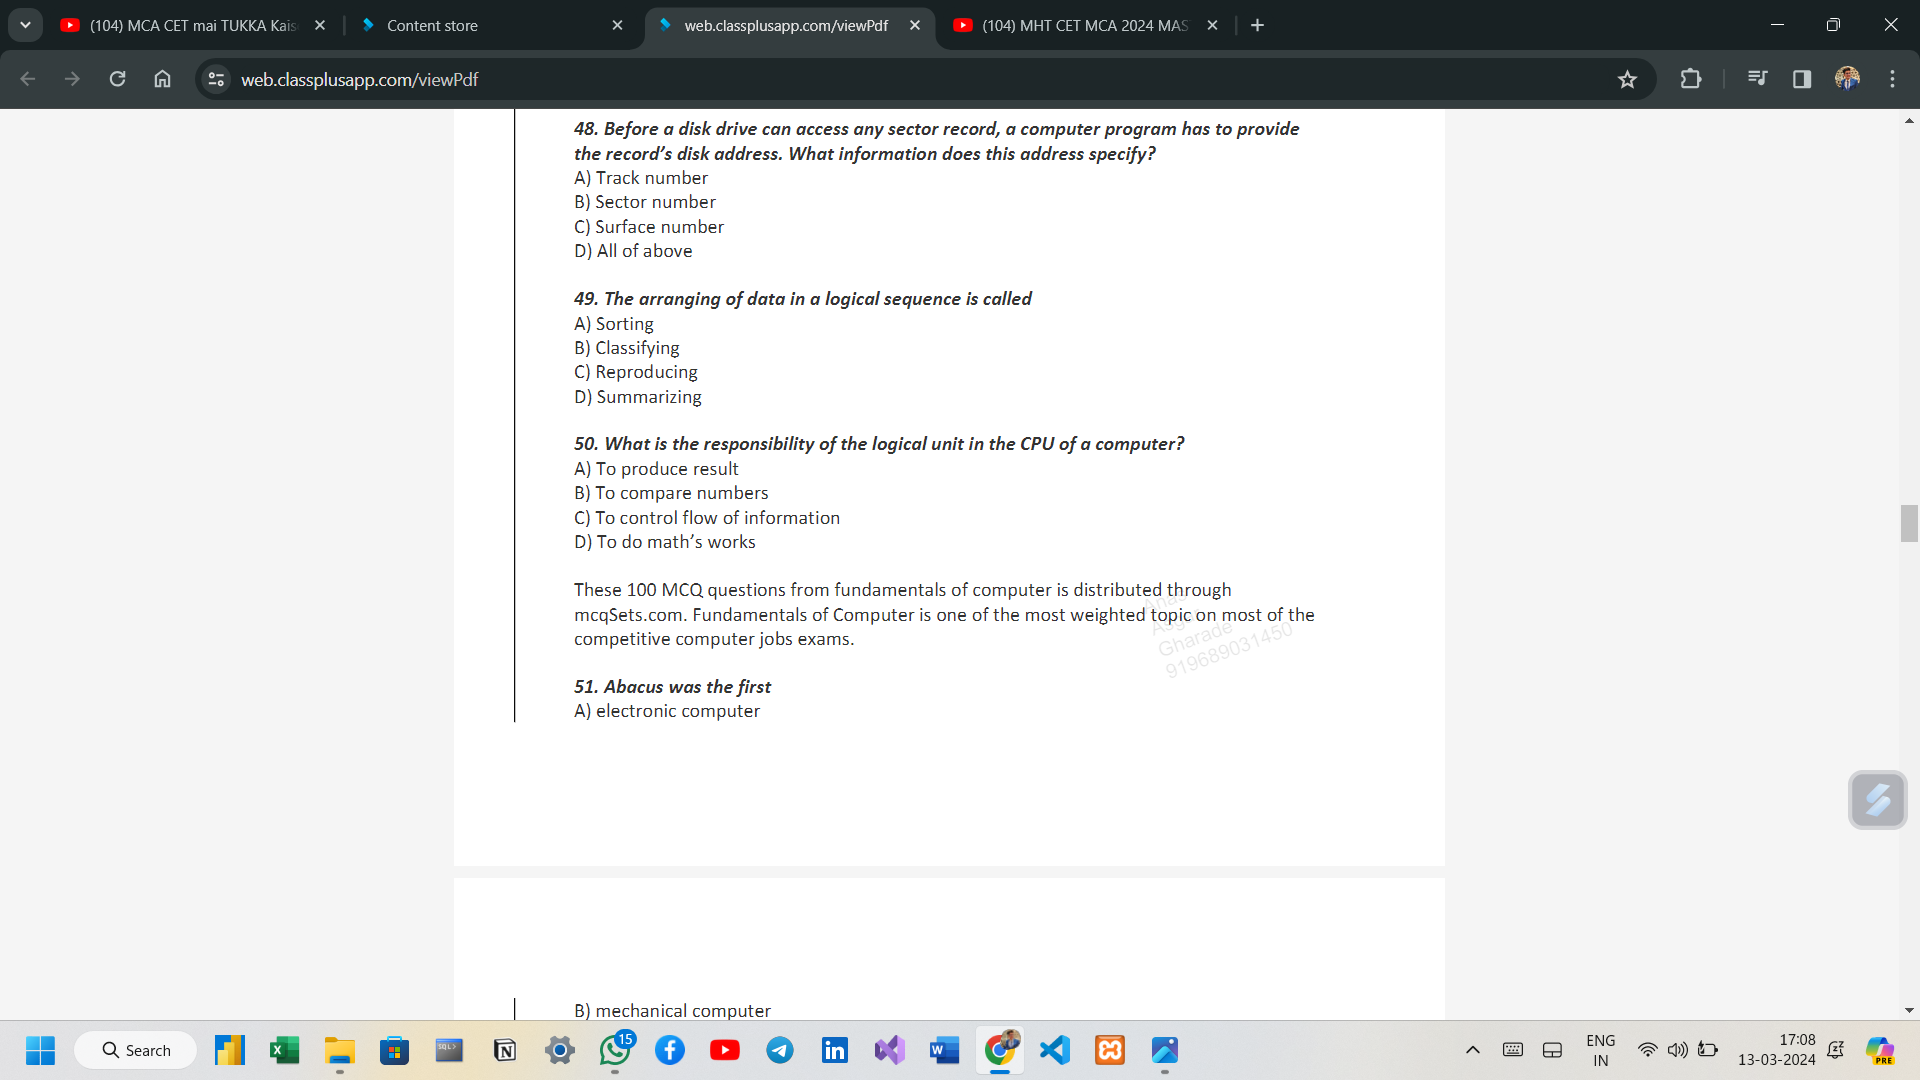 (104) MCA CET mai TUKKA Kais
Content store
web.classplusapp.com/viewPdf
(104) MHT CET MCA 2024 MAS
web.classplusapp.com/viewPdf
48. Before a disk drive can access any sector record, a computer program has to provide
the record’s disk address. What information does this address specify?
A) Track number
B) Sector number
C) Surface number
D) All of above
49. The arranging of data in a logical sequence is called
A) Sorting
B) Classifying
C) Reproducing
D) Summarizing
50. What is the responsibility of the logical unit in the CPU of a computer?
A) To produce result
B) To compare numbers
C) To control flow of information
D) To do math’s works
These 100 MCQ questions from fundamentals of computer is distributed through
mcqSets.com. Fundamentals of Computer is one of the most weighted topic on most of the
competitive computer jobs exams.
Gharade
919689031450
51. Abacus was the first
A) electronic computer
B) mechanical computer
Search
SQL>
15
ENG
IN
17:08
13-03-2024
PRE